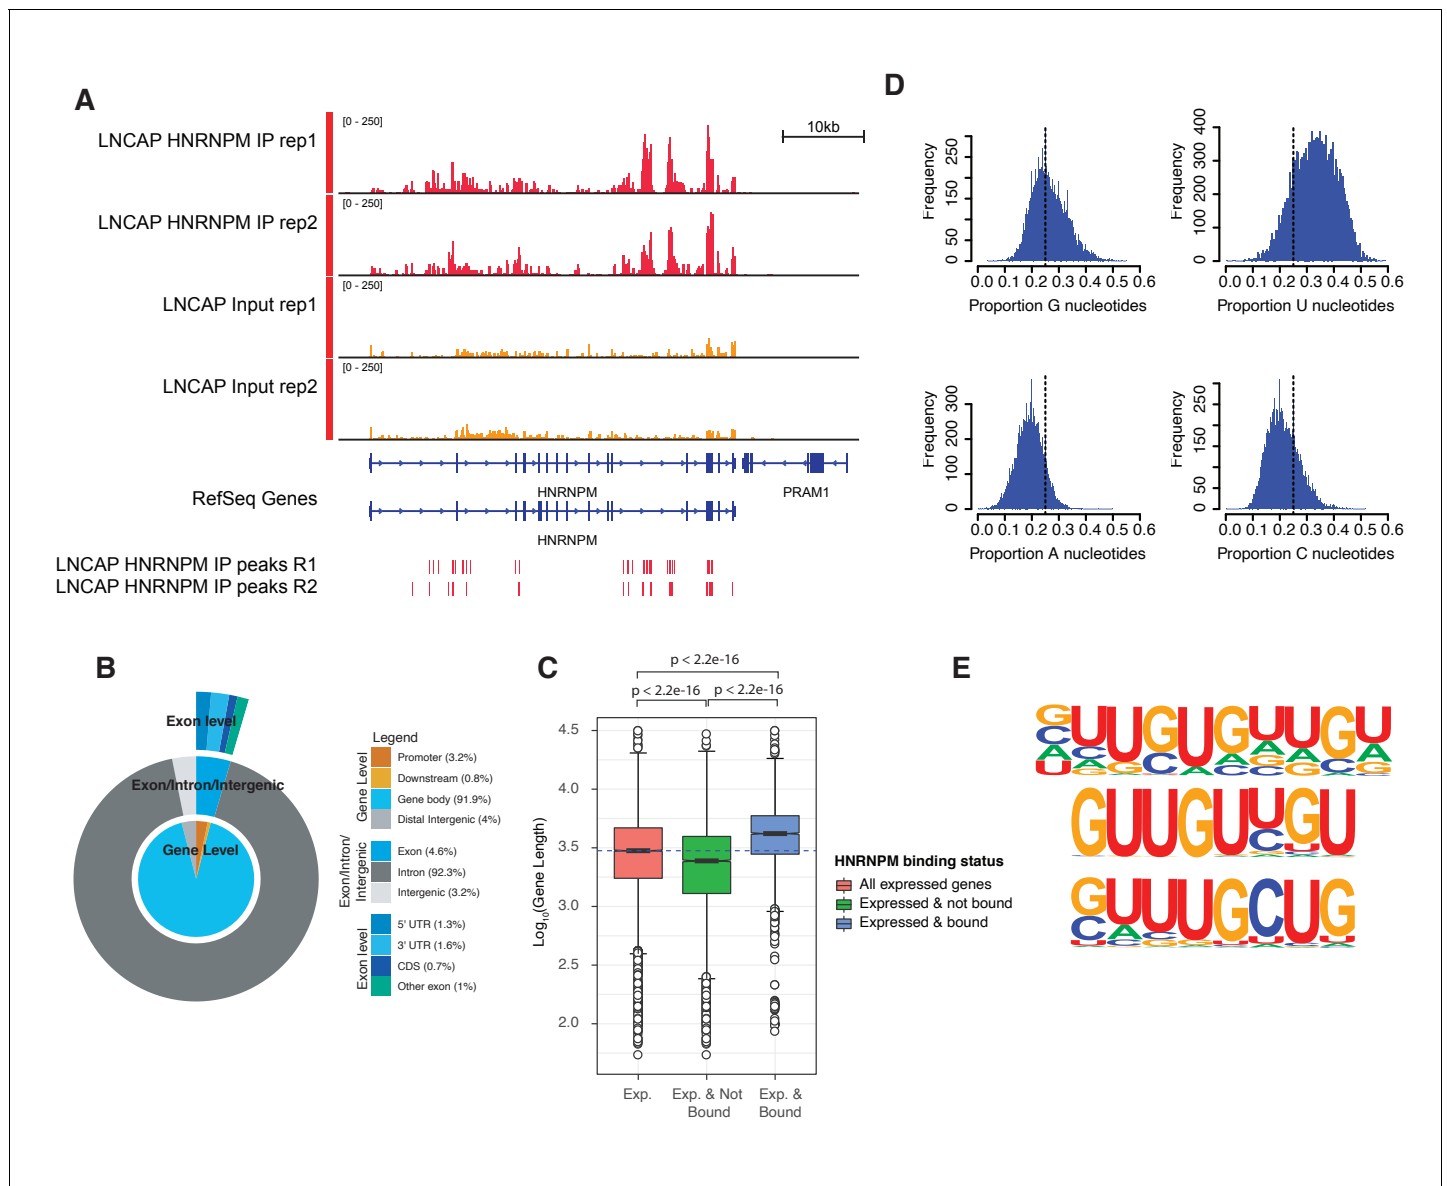 A
LNCAP HNRNPM IP rep1
[0 - 250]
10kb
LNCAP HNRNPM IP rep2
[0 - 250]
LNCAP Input rep1
[0 - 250]
LNCAP Input rep2
[0 - 250]
RefSeq Genes
HNRNPM
PRAM1
HNRNPM
LNCAP HNRNPM IP peaks R1
LNCAP HNRNPM IP peaks R2
D
Frequency
0
50
150
250
0.0 0.1 0.2 0.3 0.4 0.5 0.6
Proportion G nucleotides
Frequency
0
100
200
300
400
0.0 0.1 0.2 0.3 0.4 0.5 0.6
Proportion U nucleotides
Frequency
0
100
200
300
0.0 0.1 0.2 0.3 0.4 0.5 0.6
Proportion A nucleotides
Frequency
0
50
150
250
0.0 0.1 0.2 0.3 0.4 0.5 0.6
Proportion C nucleotides
B
Exon level
Exon/Intron/Intergenic
Gene Level
Legend
Gene Level
Promoter (3.2%)
Downstream (0.8%)
Gene body (91.9%)
Distal Intergenic (4%)
Exon/Intron/
Intergenic
Exon (4.6%)
Intron (92.3%)
Intergenic (3.2%)
Exon level
5' UTR (1.3%)
3' UTR (1.6%)
CDS (0.7%)
Other exon (1%)
C
p < 2.2e-16
p < 2.2e-16
p < 2.2e-16
Log10(Gene Length)
4.5
4.0
3.5
3.0
2.5
2.0
Exp.
Exp. & Not
Bound
Exp. &
Bound
HNRNPM binding status
All expressed genes
Expressed & not bound
Expressed & bound
E
GUUGUGUUGU
GUUGUUGU
GUUUGCUG